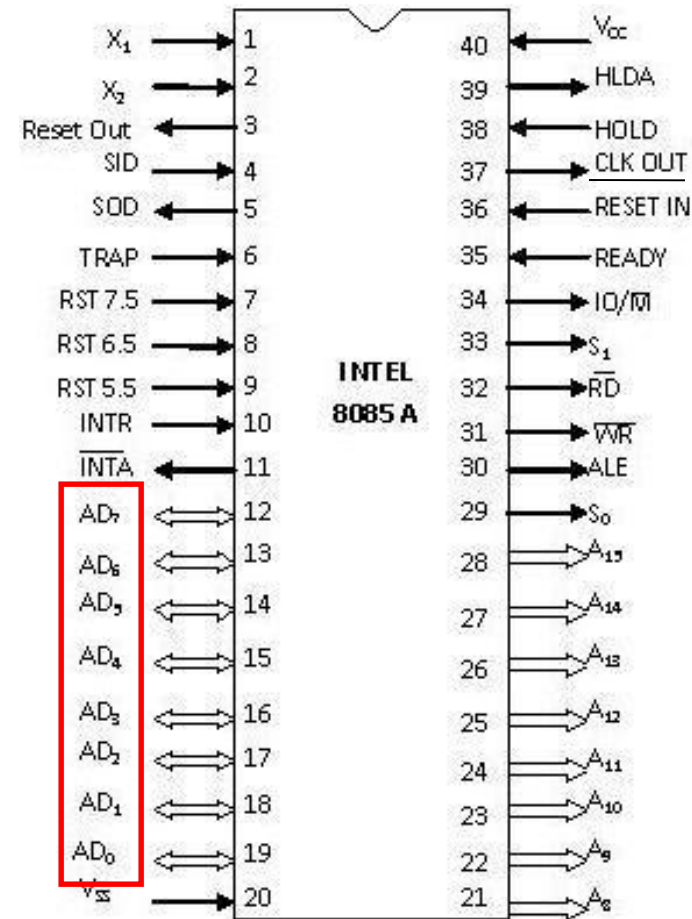 X₁ 1 40 Vcc
X₂ 2 39 HLDA
Reset Out 3 38 HOLD
SID 4 37 CLK OUT
SOD 5 36 RESET IN
TRAP 6 35 READY
RST 7.5 7 34 IO/M̅
RST 6.5 8 33 S₁
RST 5.5 9 32 R̅D̅
INTEL
8085 A
INTR 10 31 W̅R̅
I̅N̅T̅A̅ 11 30 ALE
AD₇ 12 29 S₀
AD₆ 13 28 A₁₅
AD₅ 14 27 A₁₄
AD₄ 15 26 A₁₃
AD₃ 16 25 A₁₂
AD₂ 17 24 A₁₁
AD₁ 18 23 A₁₀
AD₀ 19 22 A₉
Vss 20 21 A₈